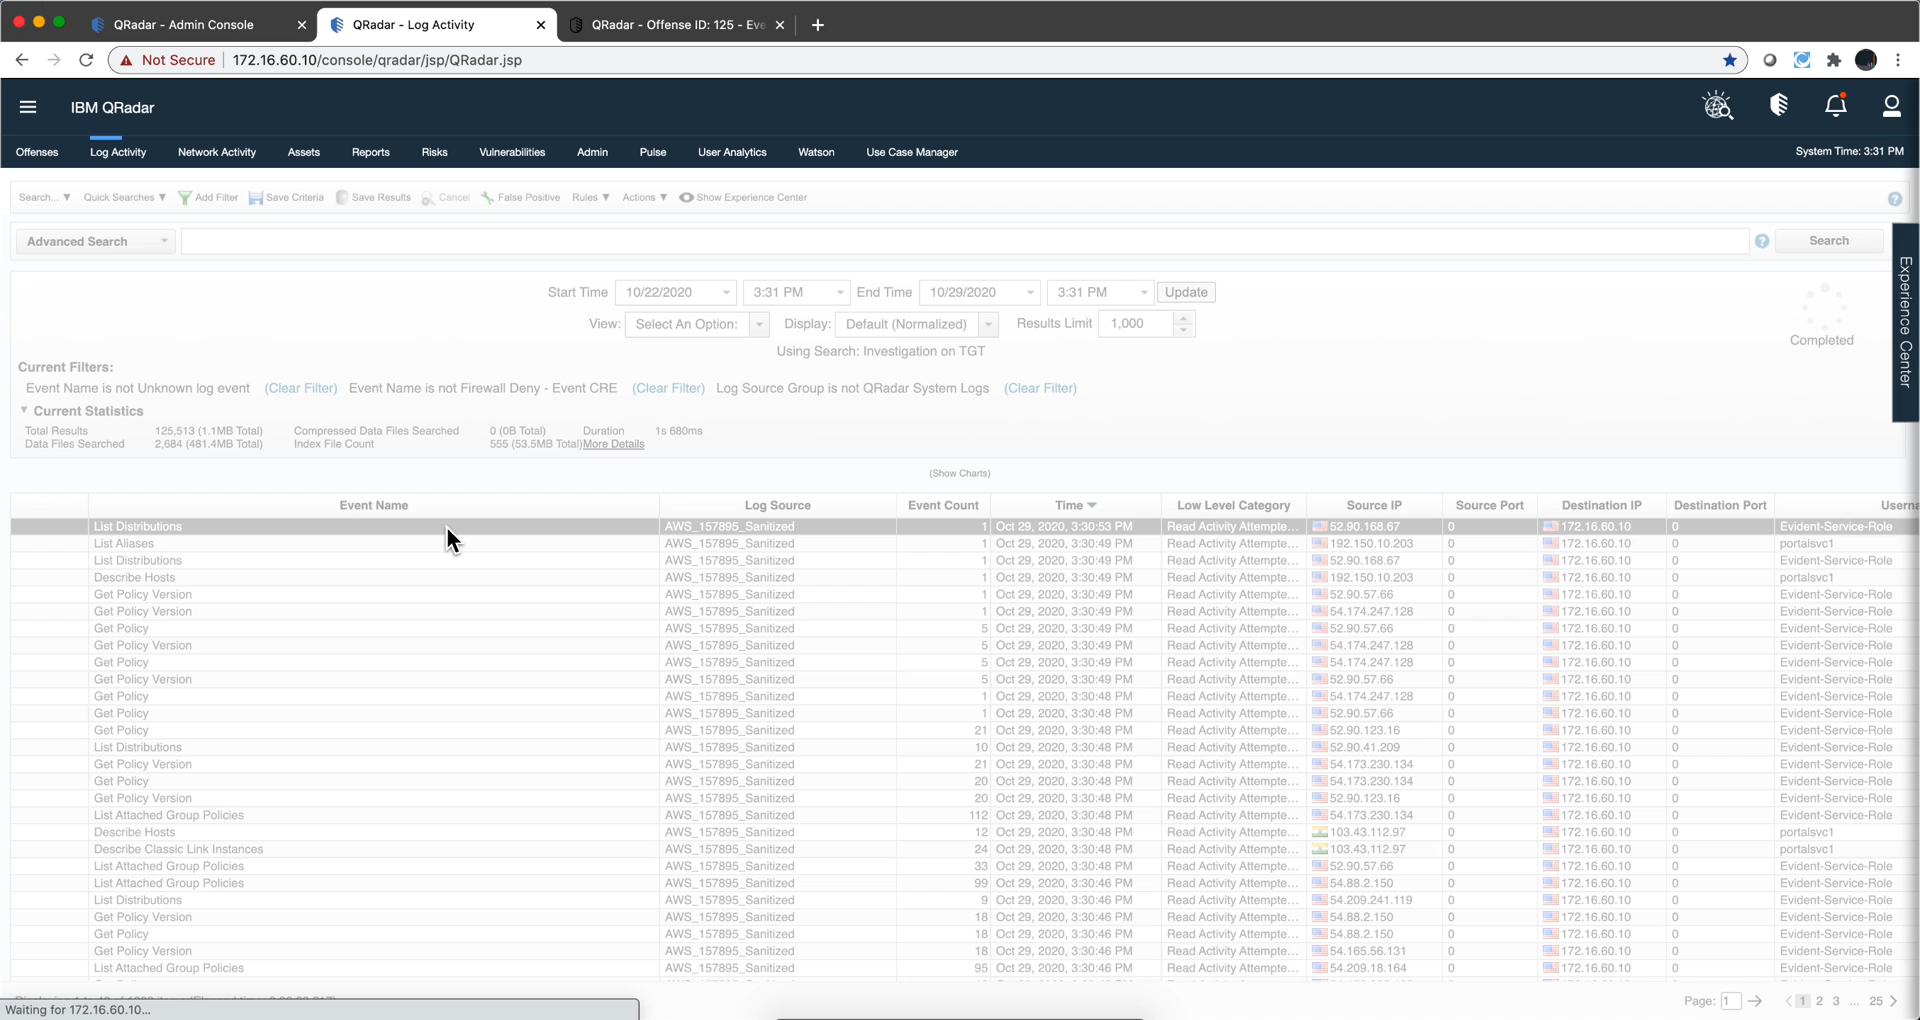 QRadar - Admin Console
QRadar - Log Activity
QRadar - Offense ID: 125 - Eve
Not Secure 172.16.60.10/console/qradar/jsp/QRadar.jsp
IBM QRadar
Offenses Log Activity Network Activity Assets Reports Risks Vulnerabilities Admin Pulse User Analytics Watson Use Case Manager System Time: 3:31 PM
Search... Quick Searches Add Filter Save Criteria Save Results Cancel False Positive Rules Actions Show Experience Center
Advanced Search Search
Experience Center
Start Time 10/22/2020 3:31 PM End Time 10/29/2020 3:31 PM Update
View: Select An Option: Display: Default (Normalized) Results Limit 1,000
Completed
Using Search: Investigation on TGT
Current Filters:
Event Name is not Unknown log event (Clear Filter) Event Name is not Firewall Deny - Event CRE (Clear Filter) Log Source Group is not QRadar System Logs (Clear Filter)
Current Statistics
Total Results 125,513 (1.1MB Total) Compressed Data Files Searched 0 (0B Total) Duration 1s 680ms
Data Files Searched 2,684 (481.4MB Total) Index File Count 555 (53.5MB Total) More Details
(Show Charts)
Event Name Log Source Event Count Time Low Level Category Source IP Source Port Destination IP Destination Port Userna
List Distributions AWS_157895_Sanitized 1 Oct 29, 2020, 3:30:53 PM Read Activity Attempte... 52.90.168.67 0 172.16.60.10 0 Evident-Service-Role
List Aliases AWS_157895_Sanitized 1 Oct 29, 2020, 3:30:49 PM Read Activity Attempte... 192.150.10.203 0 172.16.60.10 0 portalsvc1
List Distributions AWS_157895_Sanitized 1 Oct 29, 2020, 3:30:49 PM Read Activity Attempte... 52.90.168.67 0 172.16.60.10 0 Evident-Service-Role
Describe Hosts AWS_157895_Sanitized 1 Oct 29, 2020, 3:30:49 PM Read Activity Attempte... 192.150.10.203 0 172.16.60.10 0 portalsvc1
Get Policy Version AWS_157895_Sanitized 1 Oct 29, 2020, 3:30:49 PM Read Activity Attempte... 52.90.57.66 0 172.16.60.10 0 Evident-Service-Role
Get Policy Version AWS_157895_Sanitized 1 Oct 29, 2020, 3:30:49 PM Read Activity Attempte... 54.174.247.128 0 172.16.60.10 0 Evident-Service-Role
Get Policy AWS_157895_Sanitized 5 Oct 29, 2020, 3:30:49 PM Read Activity Attempte... 52.90.57.66 0 172.16.60.10 0 Evident-Service-Role
Get Policy Version AWS_157895_Sanitized 5 Oct 29, 2020, 3:30:49 PM Read Activity Attempte... 54.174.247.128 0 172.16.60.10 0 Evident-Service-Role
Get Policy AWS_157895_Sanitized 5 Oct 29, 2020, 3:30:49 PM Read Activity Attempte... 54.174.247.128 0 172.16.60.10 0 Evident-Service-Role
Get Policy Version AWS_157895_Sanitized 5 Oct 29, 2020, 3:30:49 PM Read Activity Attempte... 52.90.57.66 0 172.16.60.10 0 Evident-Service-Role
Get Policy AWS_157895_Sanitized 1 Oct 29, 2020, 3:30:48 PM Read Activity Attempte... 54.174.247.128 0 172.16.60.10 0 Evident-Service-Role
Get Policy AWS_157895_Sanitized 1 Oct 29, 2020, 3:30:48 PM Read Activity Attempte... 52.90.57.66 0 172.16.60.10 0 Evident-Service-Role
Get Policy AWS_157895_Sanitized 21 Oct 29, 2020, 3:30:48 PM Read Activity Attempte... 52.90.123.16 0 172.16.60.10 0 Evident-Service-Role
List Distributions AWS_157895_Sanitized 10 Oct 29, 2020, 3:30:48 PM Read Activity Attempte... 52.90.41.209 0 172.16.60.10 0 Evident-Service-Role
Get Policy Version AWS_157895_Sanitized 21 Oct 29, 2020, 3:30:48 PM Read Activity Attempte... 54.173.230.134 0 172.16.60.10 0 Evident-Service-Role
Get Policy AWS_157895_Sanitized 20 Oct 29, 2020, 3:30:48 PM Read Activity Attempte... 54.173.230.134 0 172.16.60.10 0 Evident-Service-Role
Get Policy Version AWS_157895_Sanitized 20 Oct 29, 2020, 3:30:48 PM Read Activity Attempte... 52.90.123.16 0 172.16.60.10 0 Evident-Service-Role
List Attached Group Policies AWS_157895_Sanitized 112 Oct 29, 2020, 3:30:48 PM Read Activity Attempte... 54.173.230.134 0 172.16.60.10 0 Evident-Service-Role
Describe Hosts AWS_157895_Sanitized 12 Oct 29, 2020, 3:30:48 PM Read Activity Attempte... 103.43.112.97 0 172.16.60.10 0 portalsvc1
Describe Classic Link Instances AWS_157895_Sanitized 24 Oct 29, 2020, 3:30:48 PM Read Activity Attempte... 103.43.112.97 0 172.16.60.10 0 portalsvc1
List Attached Group Policies AWS_157895_Sanitized 33 Oct 29, 2020, 3:30:46 PM Read Activity Attempte... 52.90.57.66 0 172.16.60.10 0 Evident-Service-Role
List Attached Group Policies AWS_157895_Sanitized 99 Oct 29, 2020, 3:30:46 PM Read Activity Attempte... 54.88.2.150 0 172.16.60.10 0 Evident-Service-Role
List Distributions AWS_157895_Sanitized 9 Oct 29, 2020, 3:30:46 PM Read Activity Attempte... 54.209.241.119 0 172.16.60.10 0 Evident-Service-Role
Get Policy Version AWS_157895_Sanitized 18 Oct 29, 2020, 3:30:46 PM Read Activity Attempte... 54.88.2.150 0 172.16.60.10 0 Evident-Service-Role
Get Policy AWS_157895_Sanitized 18 Oct 29, 2020, 3:30:46 PM Read Activity Attempte... 54.88.2.150 0 172.16.60.10 0 Evident-Service-Role
Get Policy Version AWS_157895_Sanitized 18 Oct 29, 2020, 3:30:46 PM Read Activity Attempte... 54.165.56.131 0 172.16.60.10 0 Evident-Service-Role
List Attached Group Policies AWS_157895_Sanitized 95 Oct 29, 2020, 3:30:46 PM Read Activity Attempte... 54.209.18.164 0 172.16.60.10 0 Evident-Service-Role
Page: 1 1 2 3 ... 25
Waiting for 172.16.60.10...